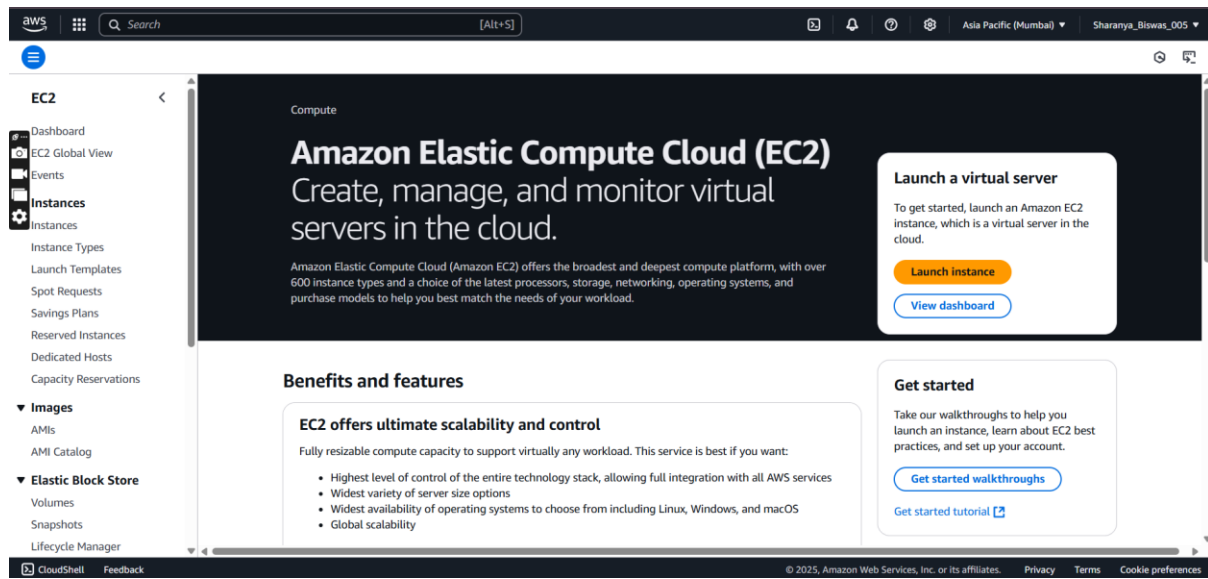 aws
Search [Alt+S]
Asia Pacific (Mumbai) ▼
Sharanya_Biswas_005 ▼
EC2
Dashboard
EC2 Global View
Events
Instances
Instances
Instance Types
Launch Templates
Spot Requests
Savings Plans
Reserved Instances
Dedicated Hosts
Capacity Reservations
▼ Images
AMIs
AMI Catalog
▼ Elastic Block Store
Volumes
Snapshots
Lifecycle Manager
Compute
Amazon Elastic Compute Cloud (EC2)
Create, manage, and monitor virtual
servers in the cloud.
Amazon Elastic Compute Cloud (Amazon EC2) offers the broadest and deepest compute platform, with over
600 instance types and a choice of the latest processors, storage, networking, operating systems, and
purchase models to help you best match the needs of your workload.
Launch a virtual server
To get started, launch an Amazon EC2
instance, which is a virtual server in the
cloud.
Launch instance
View dashboard
Benefits and features
EC2 offers ultimate scalability and control
Fully resizable compute capacity to support virtually any workload. This service is best if you want:
• Highest level of control of the entire technology stack, allowing full integration with all AWS services
• Widest variety of server size options
• Widest availability of operating systems to choose from including Linux, Windows, and macOS
• Global scalability
Get started
Take our walkthroughs to help you
launch an instance, learn about EC2 best
practices, and set up your account.
Get started walkthroughs
Get started tutorial
CloudShell Feedback
© 2025, Amazon Web Services, Inc. or its affiliates. Privacy Terms Cookie preferences